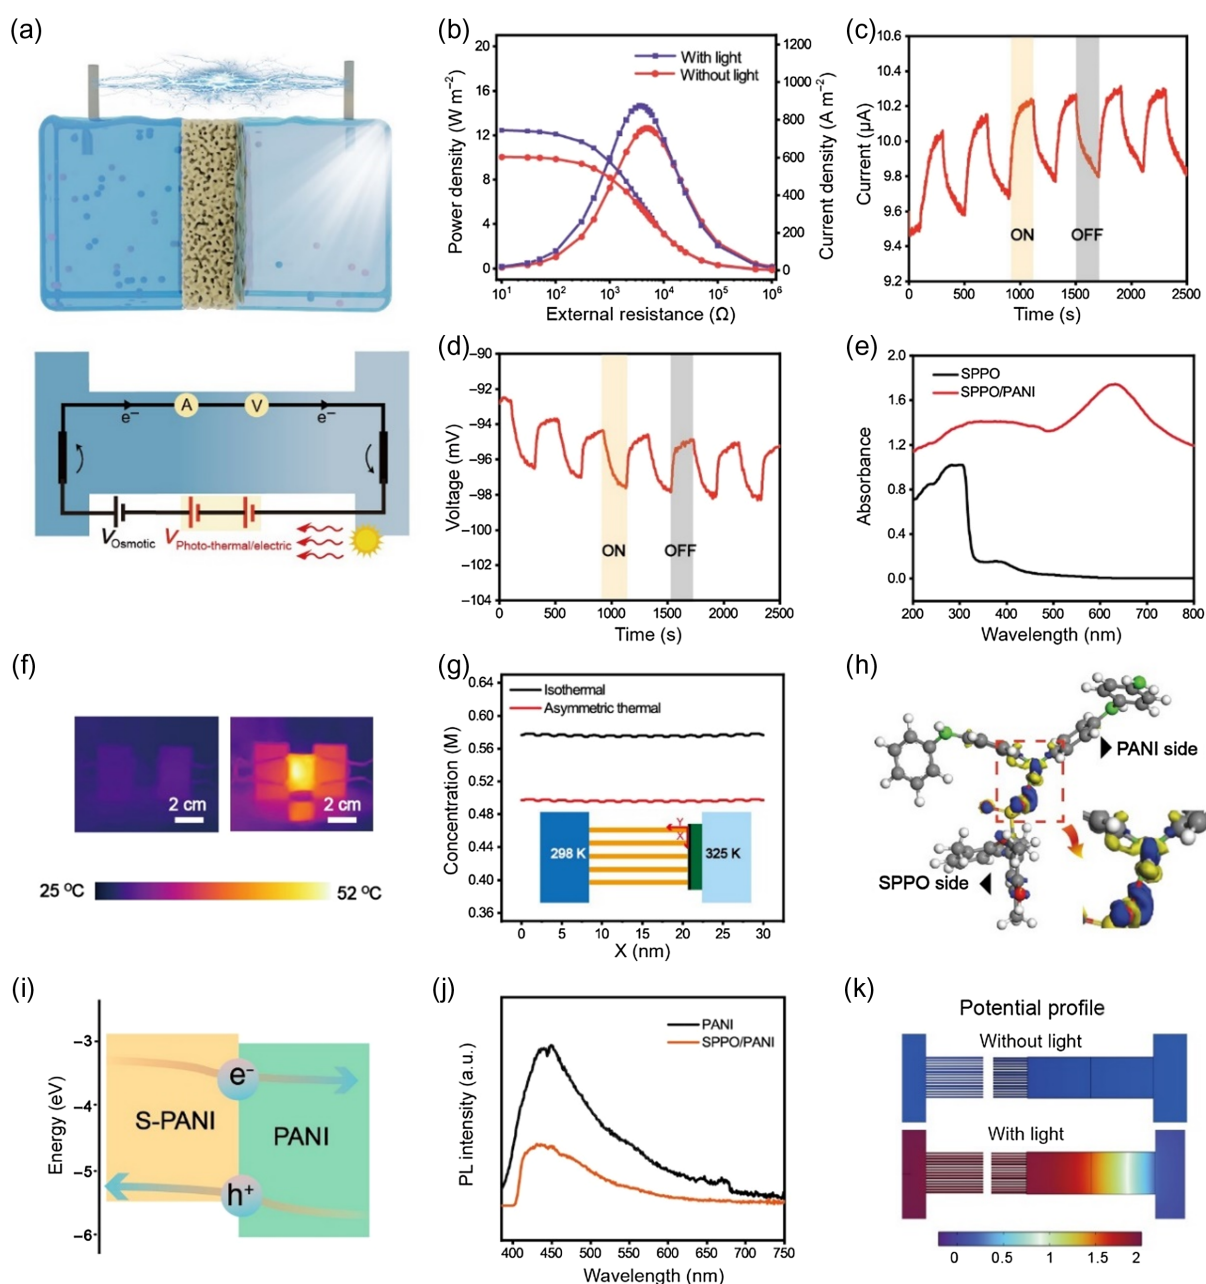 (a)
A
V
e–
e–
VOsmotic
VPhoto-thermal/electric
(b)
With light
Without light
Power density (W m–2)
20
16
12
8
4
0
Current density (A m–2)
1200
1000
800
600
400
200
0
10¹ 10² 10³ 10⁴ 10⁵ 10⁶
External resistance (Ω)
(c)
Current (μA)
10.6
10.4
10.2
10.0
9.8
9.6
9.4
9.2
ON OFF
0 500 1000 1500 2000 2500
Time (s)
(d)
Voltage (mV)
–90
–92
–94
–96
–98
–100
–102
–104
ON OFF
0 500 1000 1500 2000 2500
Time (s)
(e)
SPPO
SPPO/PANI
Absorbance
2.0
1.6
1.2
0.8
0.4
0.0
200 300 400 500 600 700 800
Wavelength (nm)
(f)
2 cm 2 cm
25 °C 52 °C
(g)
Isothermal
Asymmetric thermal
Concentration (M)
0.64
0.60
0.56
0.52
0.48
0.44
0.40
0.36
Y
X
298 K 325 K
0 5 10 15 20 25 30
X (nm)
(h)
PANI side
SPPO side
(i)
Energy (eV)
–3
–4
–5
–6
e–
S-PANI PANI
h+
(j)
PANI
SPPO/PANI
PL intensity (a.u.)
400 450 500 550 600 650 700 750
Wavelength (nm)
(k)
Potential profile
Without light
With light
0 0.5 1 1.5 2